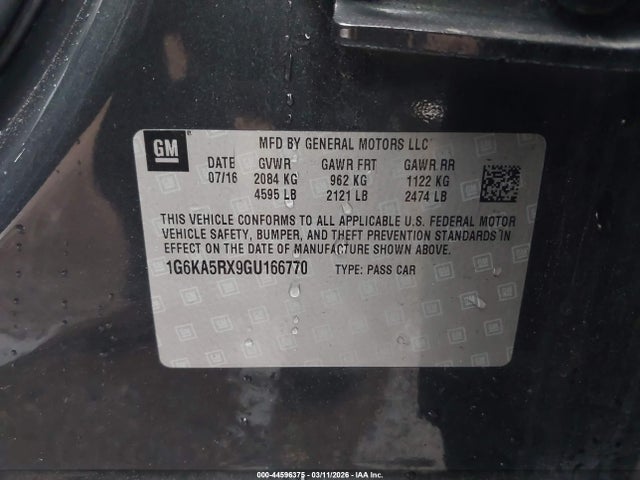 GM
MFD BY GENERAL MOTORS LLC
DATE GVWR GAWR FRT GAWR RR
07/16 2084 KG 962 KG 1122 KG
4595 LB 2121 LB 2474 LB
THIS VEHICLE CONFORMS TO ALL APPLICABLE U.S. FEDERAL MOTOR
VEHICLE SAFETY, BUMPER, AND THEFT PREVENTION STANDARDS IN
EFFECT ON THE DATE OF MANUFACTURE SHOWN ABOVE.
1G6KA5RX9GU166770 TYPE: PASS CAR
000-44596375 - 03/11/2026 - IAA Inc.